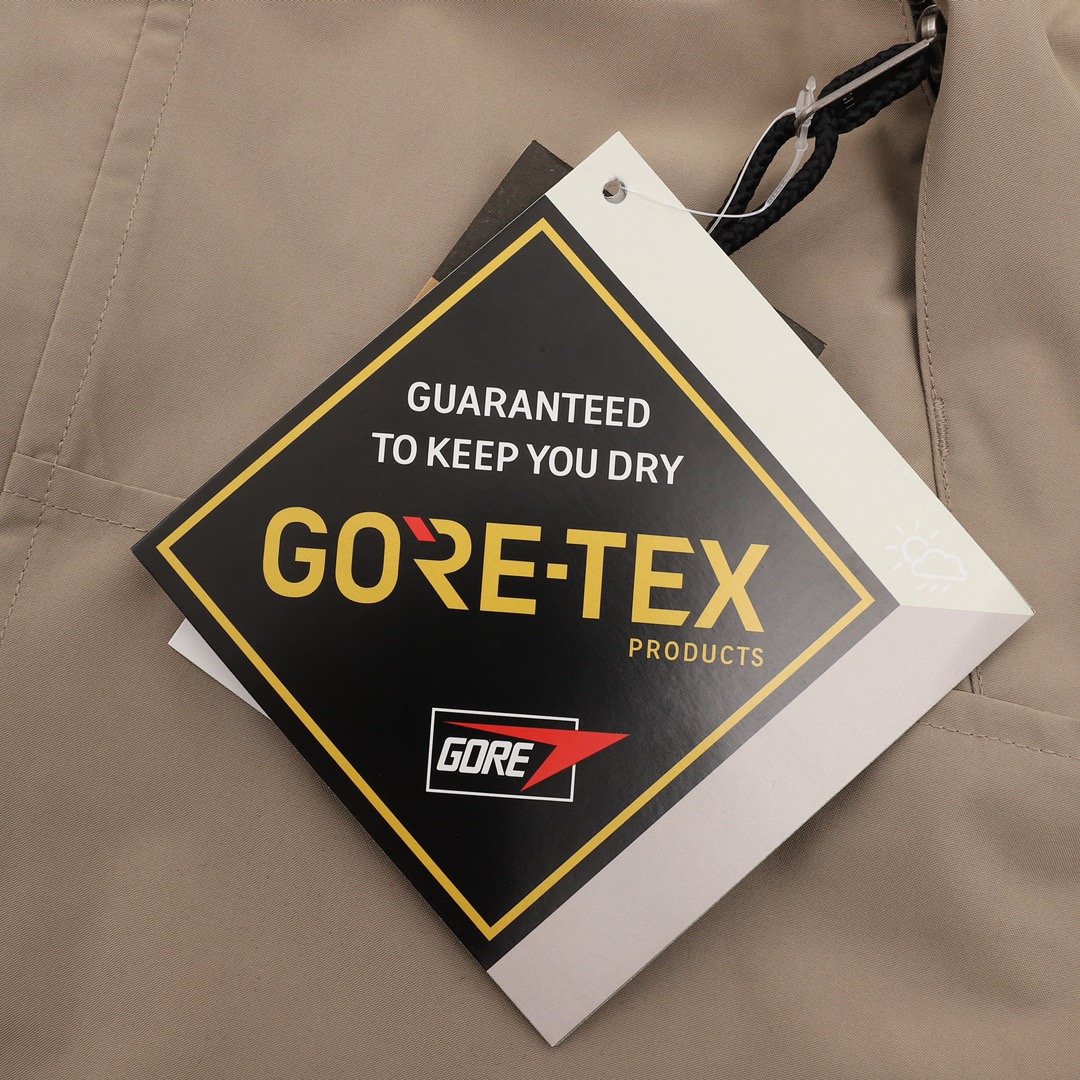 GUARANTEED
TO KEEP YOU DRY
GORE-TEX
PRODUCTS
GORE